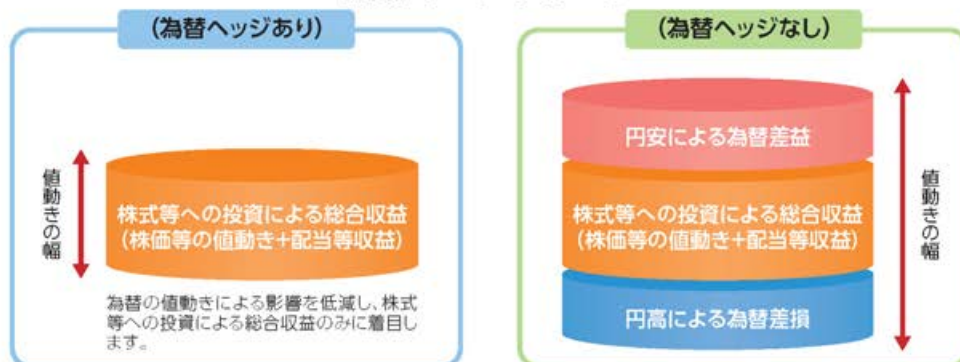 (為替ヘッジあり)
値動きの幅
株式等への投資による総合収益
(株価等の値動き+配当等収益)
為替の値動きによる影響を低減し、株式
等への投資による総合収益のみに着目し
ます。
(為替ヘッジなし)
円安による為替差益
株式等への投資による総合収益
(株価等の値動き+配当等収益)
円高による為替差損
値動きの幅